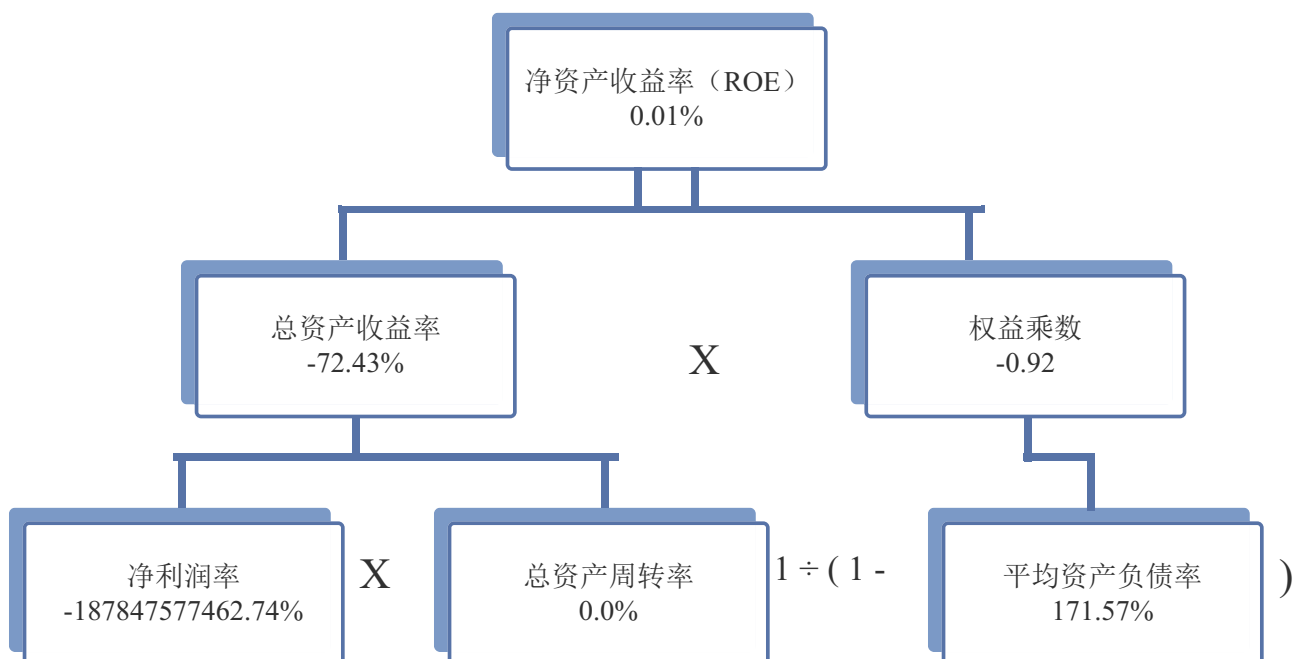 净资产收益率（ROE）
0.01%
总资产收益率
-72.43%
X
权益乘数
-0.92
净利润率
-187847577462.74%
X
总资产周转率
0.0%
1 ÷ ( 1 -
平均资产负债率
171.57%
)